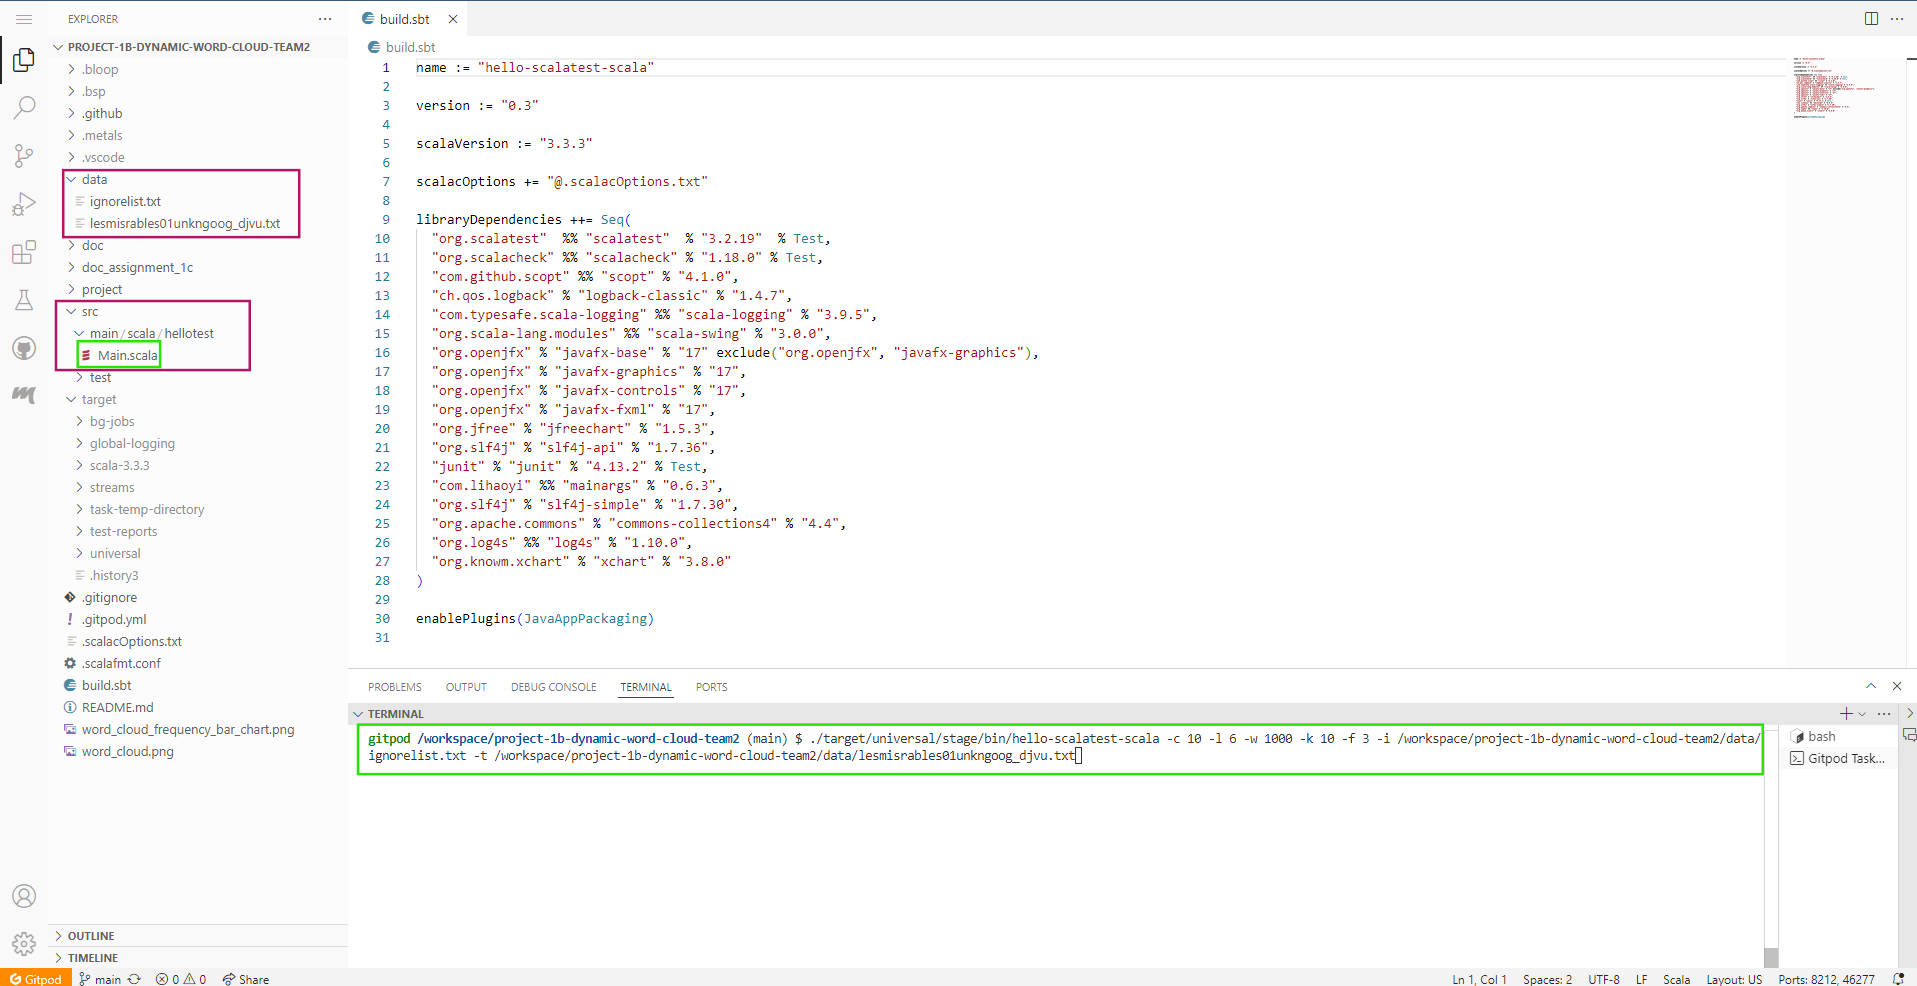 EXPLORER
PROJECT-1B-DYNAMIC-WORD-CLOUD-TEAM2
.bloop
.bsp
.github
.metals
.vscode
data
ignorelist.txt
lesmisrables01unkngoog_djvu.txt
doc
doc_assignment_1c
project
src
main / scala / hellotest
Main.scala
test
target
bg-jobs
global-logging
scala-3.3.3
streams
task-temp-directory
test-reports
universal
.history3
.gitignore
.gitpod.yml
.scalacOptions.txt
.scalafmt.conf
build.sbt
README.md
word_cloud_frequency_bar_chart.png
word_cloud.png
OUTLINE
TIMELINE
build.sbt
build.sbt
1 name := "hello-scalatest-scala"
2
3 version := "0.3"
4
5 scalaVersion := "3.3.3"
6
7 scalacOptions += "@.scalacOptions.txt"
8
9 libraryDependencies ++= Seq(
10 "org.scalatest" %% "scalatest" % "3.2.19" % Test,
11 "org.scalacheck" %% "scalacheck" % "1.18.0" % Test,
12 "com.github.scopt" %% "scopt" % "4.1.0",
13 "ch.qos.logback" % "logback-classic" % "1.4.7",
14 "com.typesafe.scala-logging" %% "scala-logging" % "3.9.5",
15 "org.scala-lang.modules" %% "scala-swing" % "3.0.0",
16 "org.openjfx" % "javafx-base" % "17" exclude("org.openjfx", "javafx-graphics"),
17 "org.openjfx" % "javafx-graphics" % "17",
18 "org.openjfx" % "javafx-controls" % "17",
19 "org.openjfx" % "javafx-fxml" % "17",
20 "org.jfree" % "jfreechart" % "1.5.3",
21 "org.slf4j" % "slf4j-api" % "1.7.36",
22 "junit" % "junit" % "4.13.2" % Test,
23 "com.lihaoyi" %% "mainargs" % "0.6.3",
24 "org.slf4j" % "slf4j-simple" % "1.7.30",
25 "org.apache.commons" % "commons-collections4" % "4.4",
26 "org.log4s" %% "log4s" % "1.10.0",
27 "org.knowm.xchart" % "xchart" % "3.8.0"
28 )
29
30 enablePlugins(JavaAppPackaging)
31
PROBLEMS OUTPUT DEBUG CONSOLE TERMINAL PORTS
TERMINAL
gitpod /workspace/project-1b-dynamic-word-cloud-team2 (main) $ ./target/universal/stage/bin/hello-scalatest-scala -c 10 -l 6 -w 1000 -k 10 -f 3 -i /workspace/project-1b-dynamic-word-cloud-team2/data/
ignorelist.txt -t /workspace/project-1b-dynamic-word-cloud-team2/data/lesmisrables01unkngoog_djvu.txt
bash
Gitpod Task...
Gitpod main 0 0 Share Ln 1, Col 1 Spaces: 2 UTF-8 LF Scala Layout: US Ports: 8212, 46277